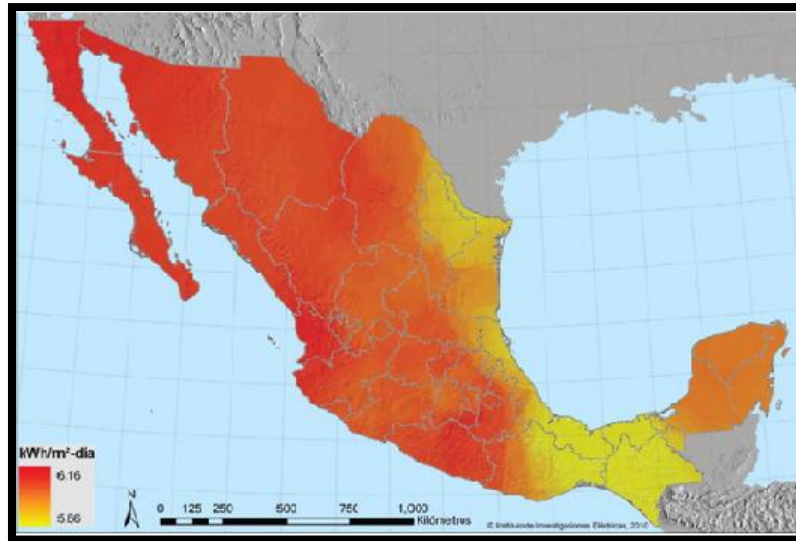 kWh/m²-dia
6.16
5.66
N
0 125 250 500 750 1,000
Kilómetros
© Instituto de Investigaciones Eléctricas, 2010